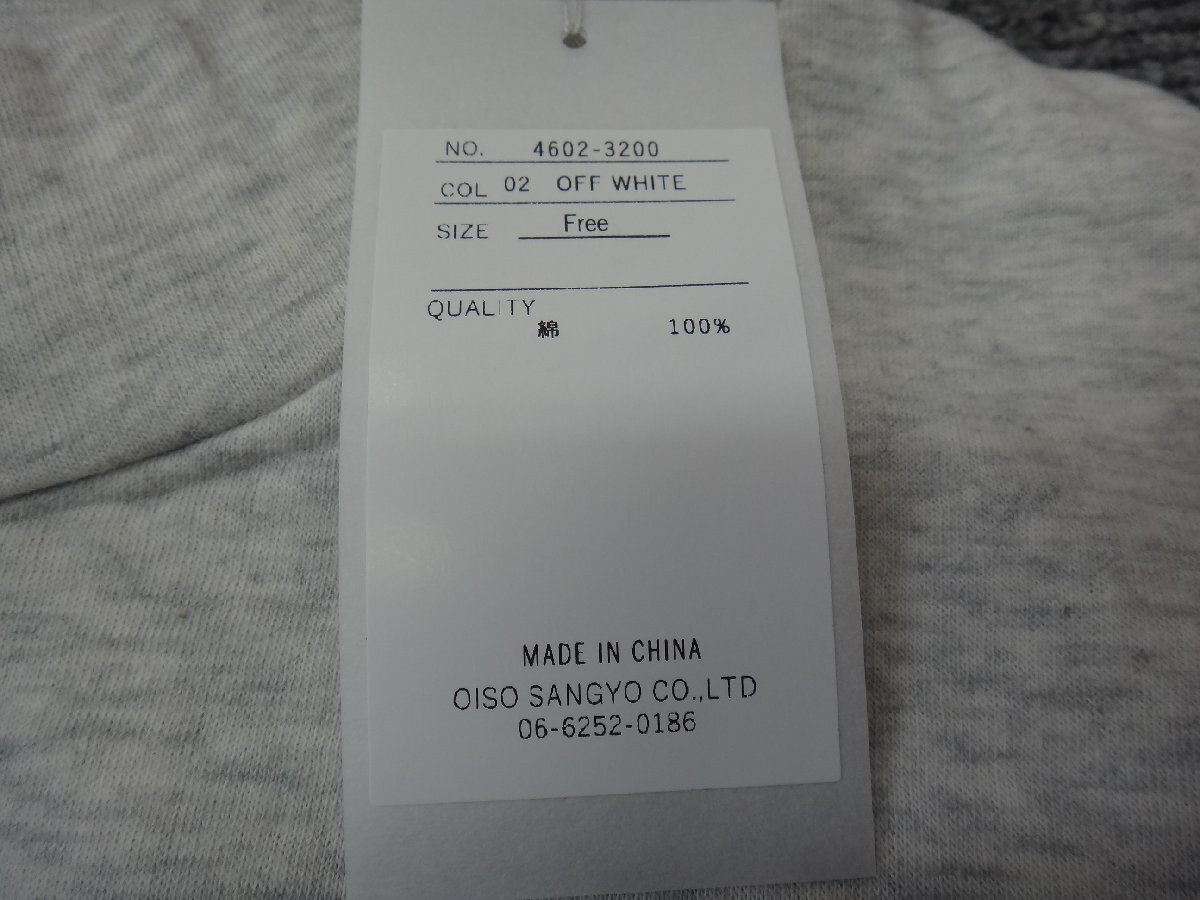 NO. 4602-3200
COL 02 OFF WHITE
SIZE Free
QUALITY
綿 100%
MADE IN CHINA
OISO SANGYO CO.,LTD
06-6252-0186